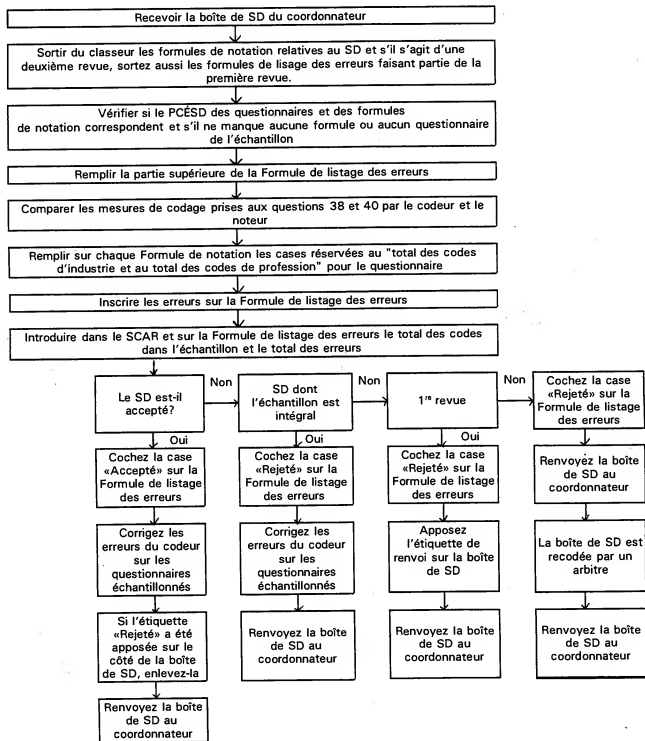 Recevoir la boîte de SD du coordonnateur
Sortir du classeur les formules de notation relatives au SD et s'il s'agit d'une
deuxième revue, sortez aussi les formules de lisage des erreurs faisant partie de la
première revue.
Vérifier si le PCÉSD des questionnaires et des formules
de notation correspondent et s'il ne manque aucune formule ou aucun questionnaire
de l'échantillon
Remplir la partie supérieure de la Formule de listage des erreurs
Comparer les mesures de codage prises aux questions 38 et 40 par le codeur et le
noteur
Remplir sur chaque Formule de notation les cases réservées au "total des codes
d'industrie et au total des codes de profession" pour le questionnaire
Inscrire les erreurs sur la Formule de listage des erreurs
Introduire dans le SCAR et sur la Formule de listage des erreurs le total des codes
dans l'échantillon et le total des erreurs
Le SD est-il
accepté?
Non
SD dont
l'échantillon est
intégral
Non
1re revue
Non
Cochez la case
«Rejeté» sur la
Formule de listage
des erreurs
Oui
Cochez la case
«Accepté» sur la
Formule de listage
des erreurs
Oui
Cochez la case
«Rejeté» sur la
Formule de listage
des erreurs
Oui
Cochez la case
«Rejeté» sur la
Formule de listage
des erreurs
Renvoyez la boîte
de SD au
coordonnateur
Corrigez les
erreurs du codeur
sur les
questionnaires
échantillonnés
Corrigez les
erreurs du codeur
sur les
questionnaires
échantillonnés
Apposez
l'étiquette de
renvoi sur la boîte
de SD
La boîte de SD est
recodée par un
arbitre
Si l'étiquette
«Rejeté» a été
apposée sur le
côté de la boîte
de SD, enlevez-la
Renvoyez la boîte
de SD au
coordonnateur
Renvoyez la boîte
de SD au
coordonnateur
Renvoyez la boîte
de SD au
coordonnateur
Renvoyez la boîte
de SD au
coordonnateur